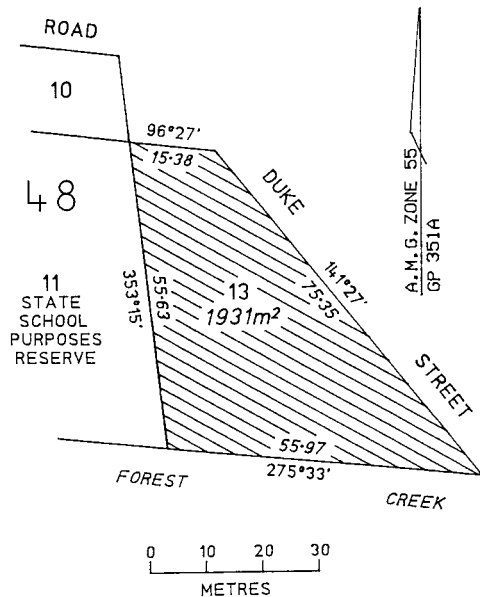 ROAD
10
96°27'
15·38
DUKE
STREET
141°27'
75·35
48
11
STATE
SCHOOL
PURPOSES
RESERVE
353°15'
55·63
13
1931m²
55·97
275°33'
FOREST
CREEK
A.M.G. ZONE 55
GP 351A
0 10 20 30
METRES